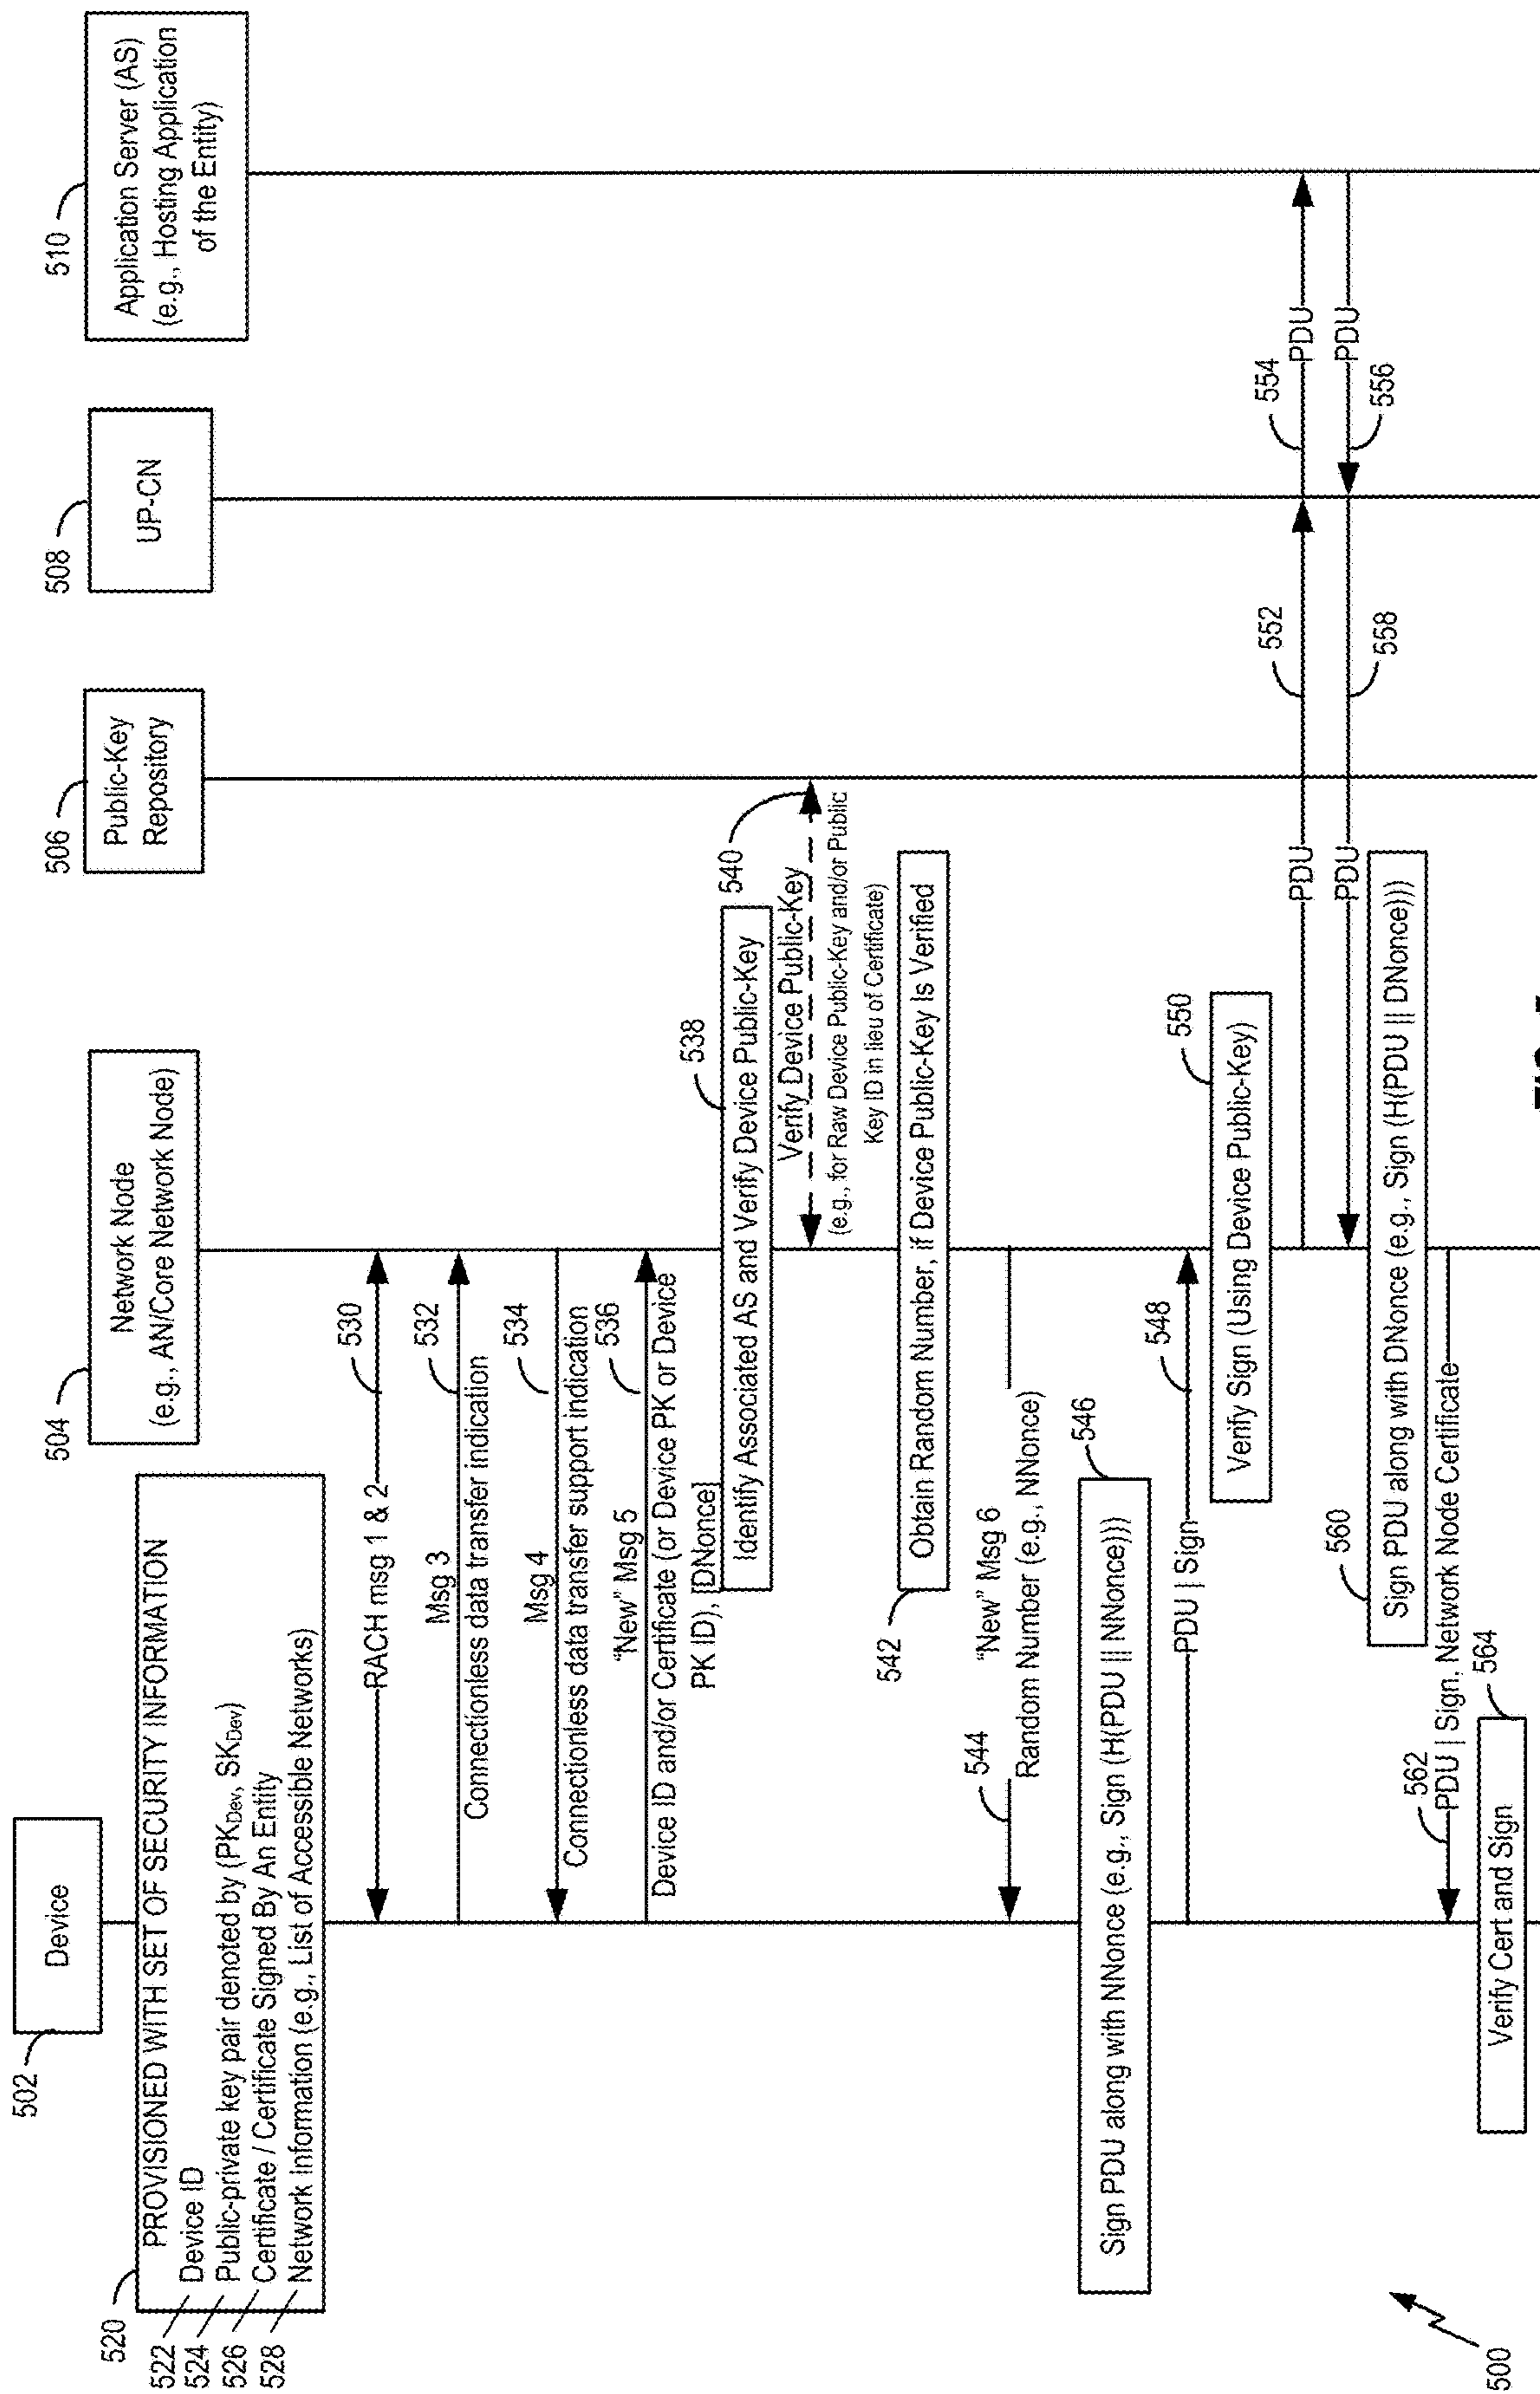 502
Device
504
Network Node
(e.g., AN/Core Network Node)
506
Public-Key
Repository
508
UP-CN
510
Application Server (AS)
(e.g., Hosting Application
of the Entity)
520
PROVISIONED WITH SET OF SECURITY INFORMATION
522
Device ID
524
Public-private key pair denoted by (PKDev, SKDev)
526
Certificate / Certificate Signed By An Entity
528
Network Information (e.g., List of Accessible Networks)
530
RACH msg 1 & 2
532
Msg 3
Connectionless data transfer indication
534
Msg 4
Connectionless data transfer support indication
536
“New” Msg 5
Device ID and/or Certificate (or Device PK or Device
PK ID), [DNonce]
538
Identify Associated AS and Verify Device Public-Key
540
Verify Device Public-Key
(e.g., for Raw Device Public-Key and/or Public
Key ID in lieu of Certificate)
542
Obtain Random Number, if Device Public-Key Is Verified
544
“New” Msg 6
Random Number (e.g., NNonce)
546
Sign PDU along with NNonce (e.g., Sign (H(PDU || NNonce)))
548
PDU | Sign
550
Verify Sign (Using Device Public-Key)
552
PDU
554
PDU
556
PDU
558
PDU
560
Sign PDU along with DNonce (e.g., Sign (H(PDU || DNonce)))
562
PDU | Sign, Network Node Certificate
564
Verify Cert and Sign
500